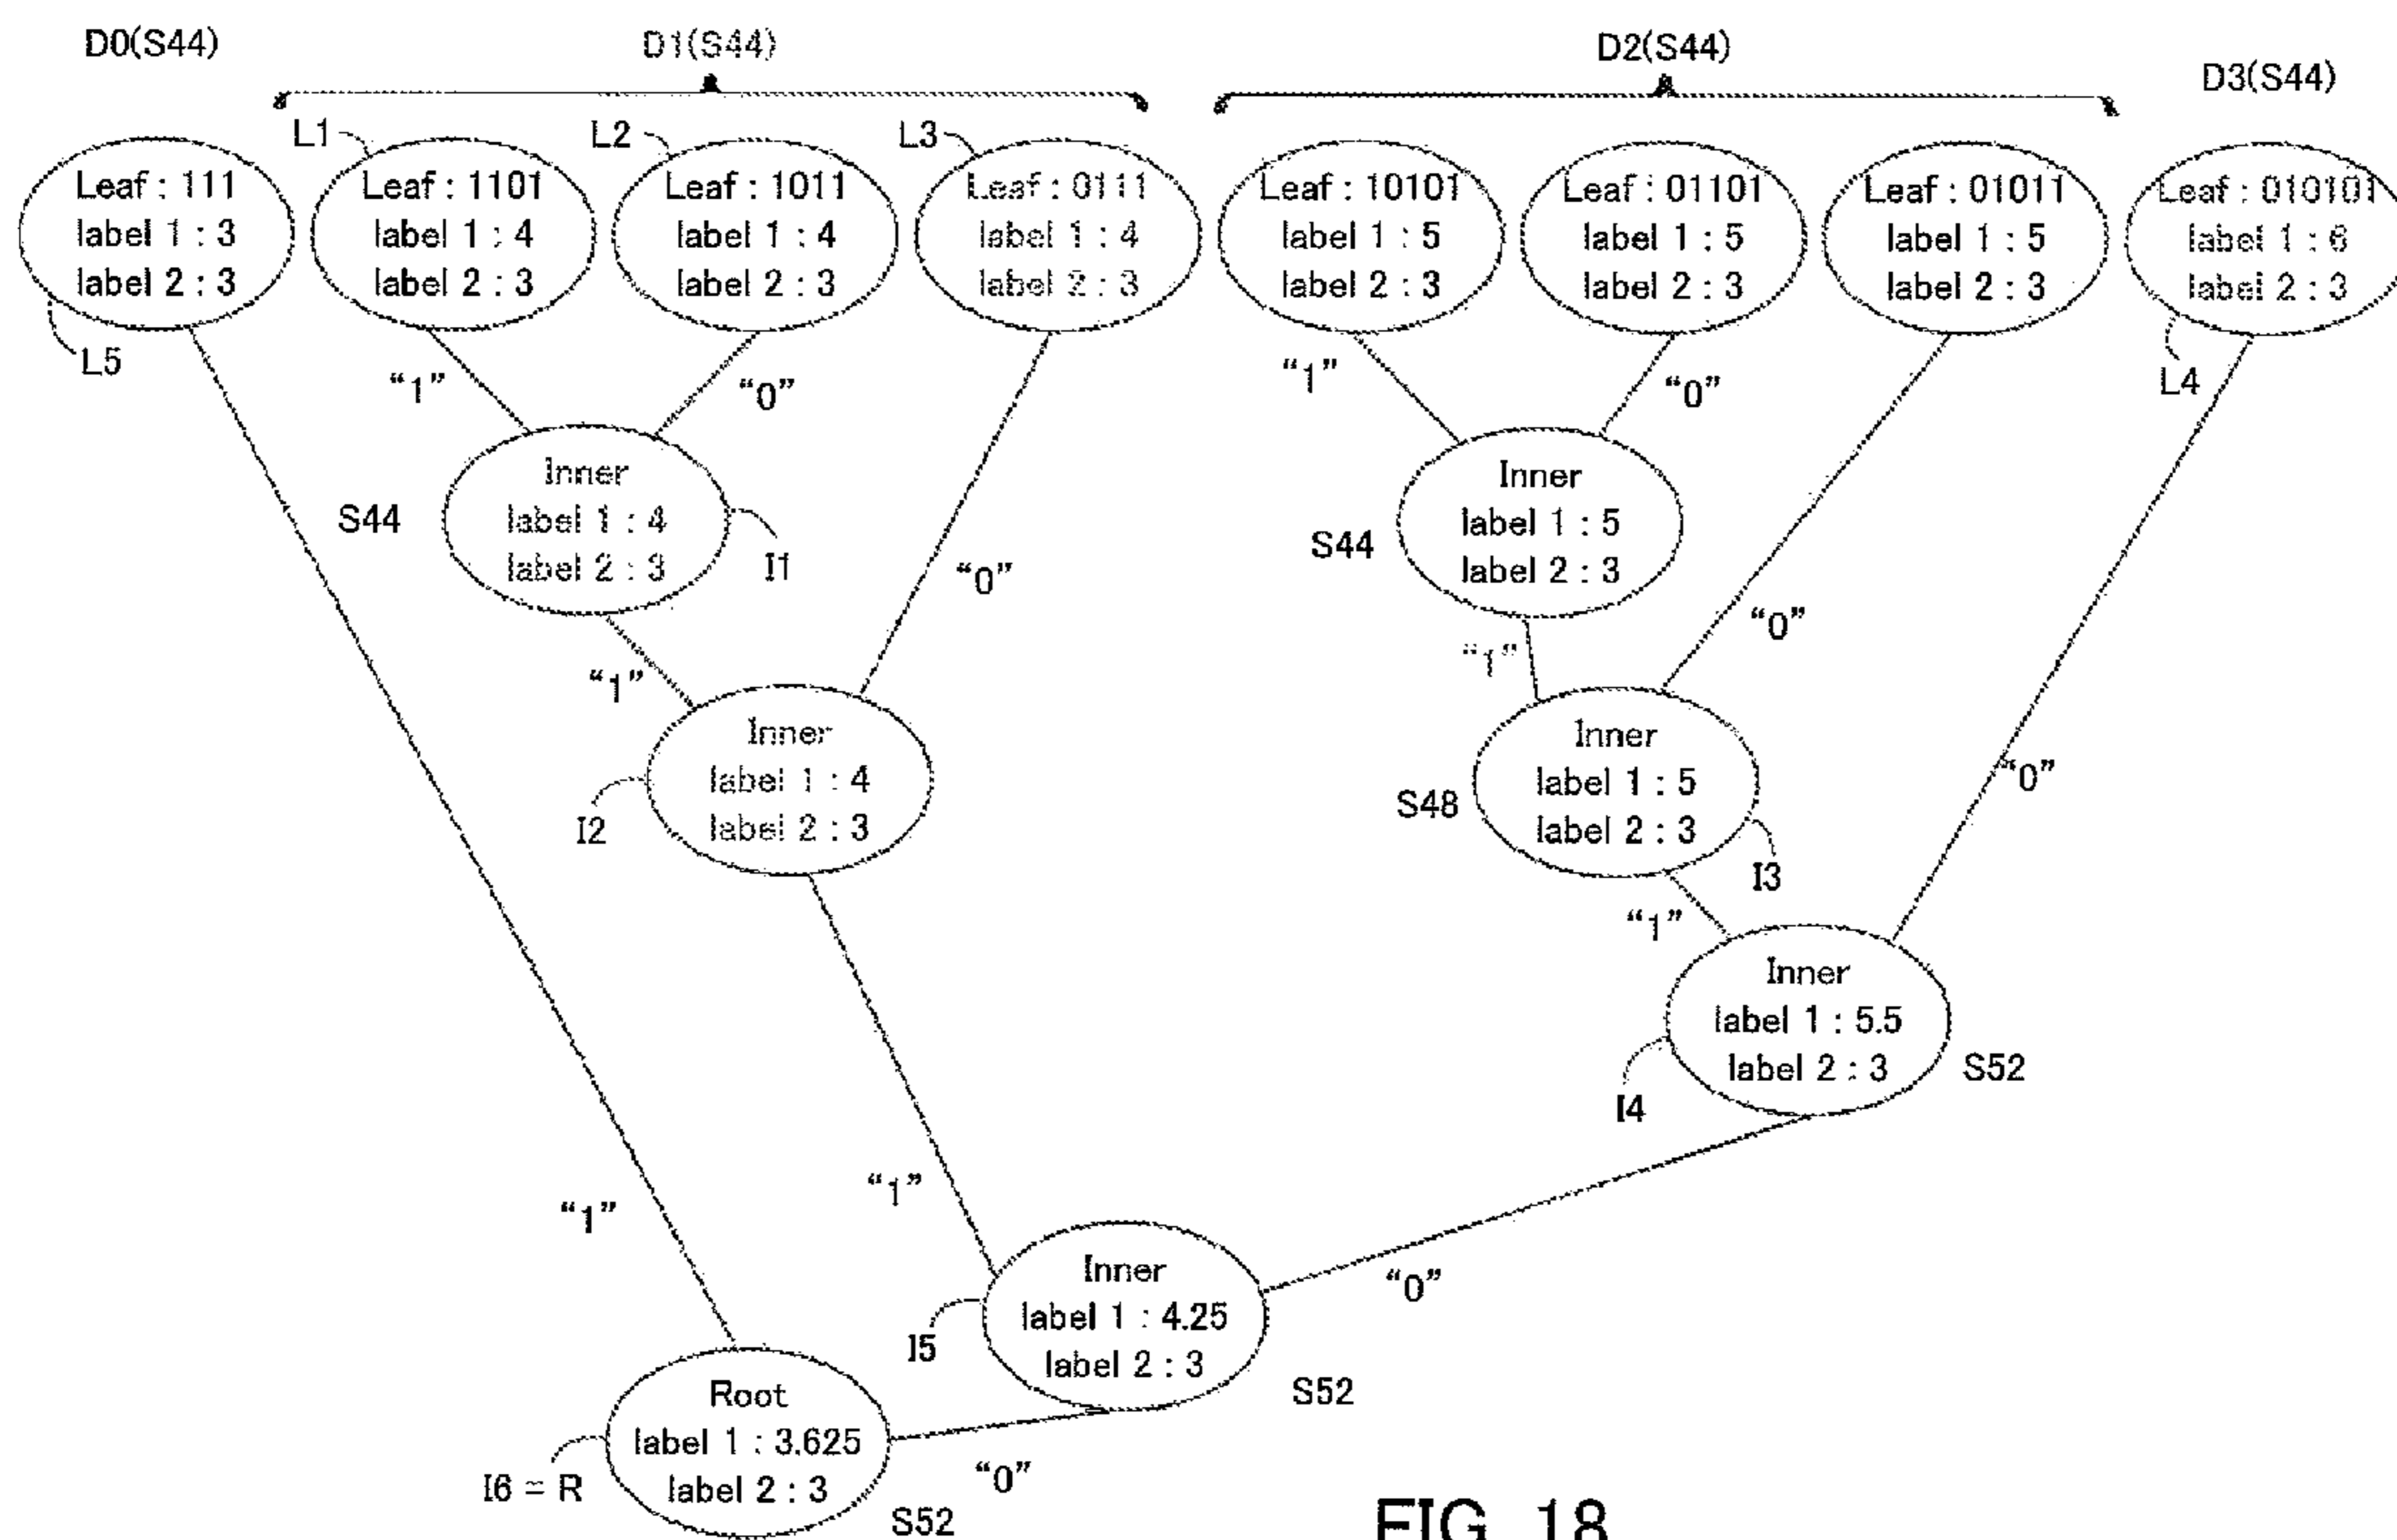 D0(S44)
D1(S44)
D2(S44)
D3(S44)
L1
L2
L3
Leaf : 111
label 1 : 3
label 2 : 3
Leaf : 1101
label 1 : 4
label 2 : 3
Leaf : 1011
label 1 : 4
label 2 : 3
Leaf : 0111
label 1 : 4
label 2 : 3
Leaf : 10101
label 1 : 5
label 2 : 3
Leaf : 01101
label 1 : 5
label 2 : 3
Leaf : 01011
label 1 : 5
label 2 : 3
Leaf : 010101
label 1 : 6
label 2 : 3
L5
L4
“1”
“0”
“1”
“0”
S44
Inner
label 1 : 4
label 2 : 3
I1
“0”
S44
Inner
label 1 : 5
label 2 : 3
“0”
“1”
“1”
I2
Inner
label 1 : 4
label 2 : 3
S48
Inner
label 1 : 5
label 2 : 3
I3
“0”
“1”
Inner
label 1 : 5.5
label 2 : 3
I4
S52
“1”
“1”
“0”
I5
Inner
label 1 : 4.25
label 2 : 3
S52
Root
label 1 : 3.625
label 2 : 3
I6 = R
“0”
S52
FIG. 18